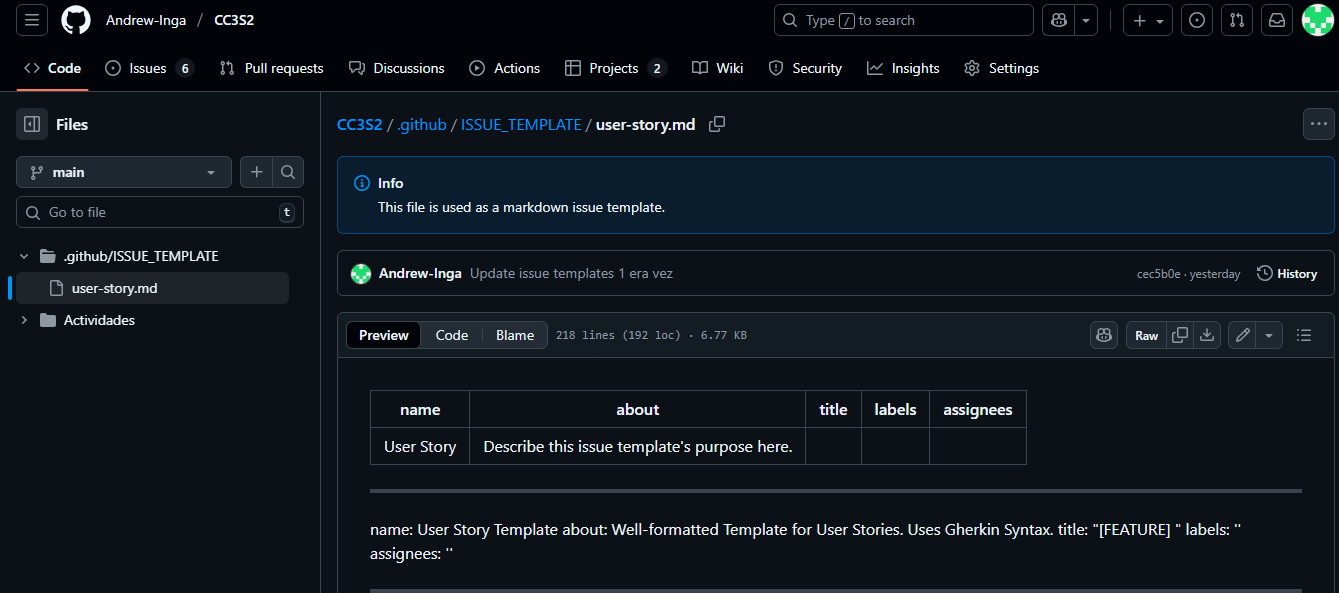 Andrew-Inga / CC3S2
Type / to search
Code
Issues 6
Pull requests
Discussions
Actions
Projects 2
Wiki
Security
Insights
Settings
Files
main
Go to file
t
.github/ISSUE_TEMPLATE
user-story.md
Actividades
CC3S2 / .github / ISSUE_TEMPLATE / user-story.md
Info
This file is used as a markdown issue template.
Andrew-Inga Update issue templates 1 era vez
cec5b0e · yesterday
History
Preview Code Blame 218 lines (192 loc) · 6.77 KB
Raw
name about title labels assignees
User Story Describe this issue template's purpose here.
name: User Story Template about: Well-formatted Template for User Stories. Uses Gherkin Syntax. title: "[FEATURE] " labels: ''
assignees: ''